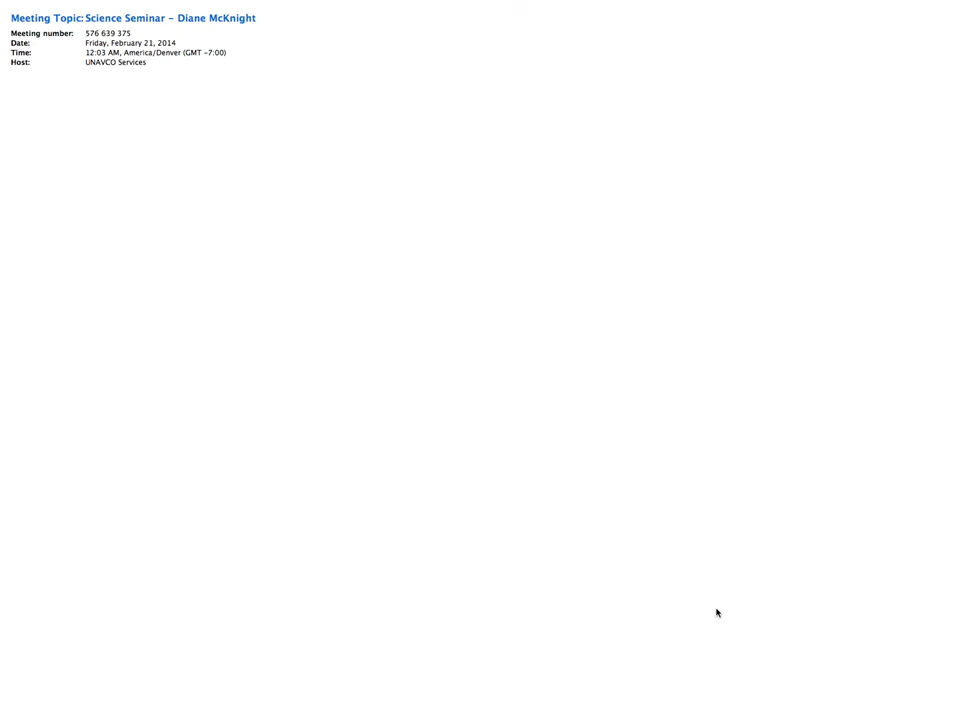 Meeting Topic: Science Seminar - Diane McKnight
Meeting number: 576 639 375
Date: Friday, February 21, 2014
Time: 12:03 AM, America/Denver (GMT -7:00)
Host: UNAVCO Services